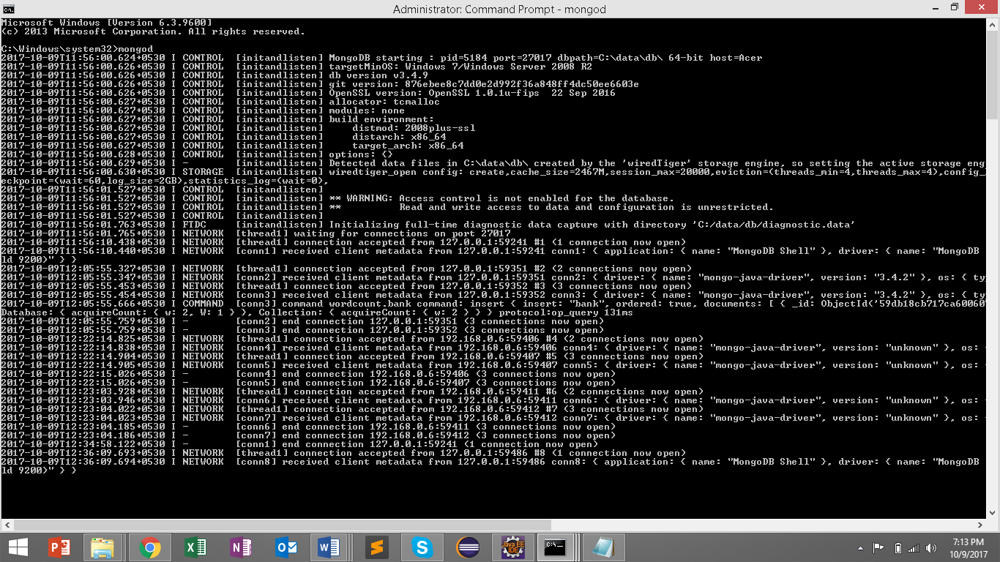 Administrator: Command Prompt - mongod
Microsoft Windows [Version 6.3.9600]
(c) 2013 Microsoft Corporation. All rights reserved.
C:\Windows\system32>mongod
2017-10-09T11:56:00.624+0530 I CONTROL  [initandlisten] MongoDB starting : pid=5184 port=27017 dbpath=C:\data\db\ 64-bit host=Acer
2017-10-09T11:56:00.626+0530 I CONTROL  [initandlisten] targetMinOS: Windows 7/Windows Server 2008 R2
2017-10-09T11:56:00.626+0530 I CONTROL  [initandlisten] db version v3.4.9
2017-10-09T11:56:00.626+0530 I CONTROL  [initandlisten] git version: 876ebee8c7dd0e2d992f36a848ff4dc50ee6603e
2017-10-09T11:56:00.626+0530 I CONTROL  [initandlisten] OpenSSL version: OpenSSL 1.0.1u-fips  22 Sep 2016
2017-10-09T11:56:00.627+0530 I CONTROL  [initandlisten] allocator: tcmalloc
2017-10-09T11:56:00.627+0530 I CONTROL  [initandlisten] modules: none
2017-10-09T11:56:00.627+0530 I CONTROL  [initandlisten] build environment:
2017-10-09T11:56:00.627+0530 I CONTROL  [initandlisten]     distmod: 2008plus-ssl
2017-10-09T11:56:00.627+0530 I CONTROL  [initandlisten]     distarch: x86_64
2017-10-09T11:56:00.627+0530 I CONTROL  [initandlisten]     target_arch: x86_64
2017-10-09T11:56:00.628+0530 I CONTROL  [initandlisten] options: {}
2017-10-09T11:56:00.629+0530 I -        [initandlisten] Detected data files in C:\data\db\ created by the 'wiredTiger' storage engine, so setting the active storage eng
2017-10-09T11:56:00.630+0530 I STORAGE  [initandlisten] wiredtiger_open config: create,cache_size=2467M,session_max=20000,eviction=(threads_min=4,threads_max=4),config_
eckpoint=(wait=60,log_size=2GB),statistics_log=(wait=0),
2017-10-09T11:56:01.527+0530 I CONTROL  [initandlisten]
2017-10-09T11:56:01.527+0530 I CONTROL  [initandlisten] ** WARNING: Access control is not enabled for the database.
2017-10-09T11:56:01.527+0530 I CONTROL  [initandlisten] **          Read and write access to data and configuration is unrestricted.
2017-10-09T11:56:01.527+0530 I CONTROL  [initandlisten]
2017-10-09T11:56:01.763+0530 I FTDC     [initandlisten] Initializing full-time diagnostic data capture with directory 'C:/data/db/diagnostic.data'
2017-10-09T11:56:01.765+0530 I NETWORK  [thread1] waiting for connections on port 27017
2017-10-09T11:56:10.438+0530 I NETWORK  [thread1] connection accepted from 127.0.0.1:59241 #1 (1 connection now open)
2017-10-09T11:56:10.440+0530 I NETWORK  [conn1] received client metadata from 127.0.0.1:59241 conn1: { application: { name: "MongoDB Shell" }, driver: { name: "MongoDB
ld 9200)" } }
2017-10-09T12:05:55.327+0530 I NETWORK  [thread1] connection accepted from 127.0.0.1:59351 #2 (2 connections now open)
2017-10-09T12:05:55.347+0530 I NETWORK  [conn2] received client metadata from 127.0.0.1:59351 conn2: { driver: { name: "mongo-java-driver", version: "3.4.2" }, os: { typ
2017-10-09T12:05:55.453+0530 I NETWORK  [thread1] connection accepted from 127.0.0.1:59352 #3 (3 connections now open)
2017-10-09T12:05:55.454+0530 I NETWORK  [conn3] received client metadata from 127.0.0.1:59352 conn3: { driver: { name: "mongo-java-driver", version: "3.4.2" }, os: { typ
2017-10-09T12:05:55.666+0530 I COMMAND  [conn3] command wordcount.bank command: insert { insert: "bank", ordered: true, documents: [ { _id: ObjectId('59db18cb717ca60060
Database: { acquireCount: { w: 2, W: 1 } }, Collection: { acquireCount: { w: 2 } } } protocol:op_query 131ms
2017-10-09T12:05:55.759+0530 I -        [conn2] end connection 127.0.0.1:59351 (3 connections now open)
2017-10-09T12:05:55.759+0530 I -        [conn3] end connection 127.0.0.1:59352 (3 connections now open)
2017-10-09T12:22:14.825+0530 I NETWORK  [thread1] connection accepted from 192.168.0.6:59406 #4 (2 connections now open)
2017-10-09T12:22:14.838+0530 I NETWORK  [conn4] received client metadata from 192.168.0.6:59406 conn4: { driver: { name: "mongo-java-driver", version: "unknown" }, os:
2017-10-09T12:22:14.904+0530 I NETWORK  [thread1] connection accepted from 192.168.0.6:59407 #5 (3 connections now open)
2017-10-09T12:22:14.905+0530 I NETWORK  [conn5] received client metadata from 192.168.0.6:59407 conn5: { driver: { name: "mongo-java-driver", version: "unknown" }, os:
2017-10-09T12:22:15.026+0530 I -        [conn4] end connection 192.168.0.6:59406 (3 connections now open)
2017-10-09T12:22:15.026+0530 I -        [conn5] end connection 192.168.0.6:59407 (3 connections now open)
2017-10-09T12:23:03.928+0530 I NETWORK  [thread1] connection accepted from 192.168.0.6:59411 #6 (2 connections now open)
2017-10-09T12:23:03.946+0530 I NETWORK  [conn6] received client metadata from 192.168.0.6:59411 conn6: { driver: { name: "mongo-java-driver", version: "unknown" }, os:
2017-10-09T12:23:04.022+0530 I NETWORK  [thread1] connection accepted from 192.168.0.6:59412 #7 (3 connections now open)
2017-10-09T12:23:04.023+0530 I NETWORK  [conn7] received client metadata from 192.168.0.6:59412 conn7: { driver: { name: "mongo-java-driver", version: "unknown" }, os:
2017-10-09T12:23:04.185+0530 I -        [conn6] end connection 192.168.0.6:59411 (3 connections now open)
2017-10-09T12:23:04.186+0530 I -        [conn7] end connection 192.168.0.6:59412 (3 connections now open)
2017-10-09T12:34:58.122+0530 I -        [conn1] end connection 127.0.0.1:59241 (1 connection now open)
2017-10-09T12:36:09.693+0530 I NETWORK  [thread1] connection accepted from 127.0.0.1:59486 #8 (1 connection now open)
2017-10-09T12:36:09.694+0530 I NETWORK  [conn8] received client metadata from 127.0.0.1:59486 conn8: { application: { name: "MongoDB Shell" }, driver: { name: "MongoDB
ld 9200)" } }
Java EE
IDE
7:13 PM
10/9/2017